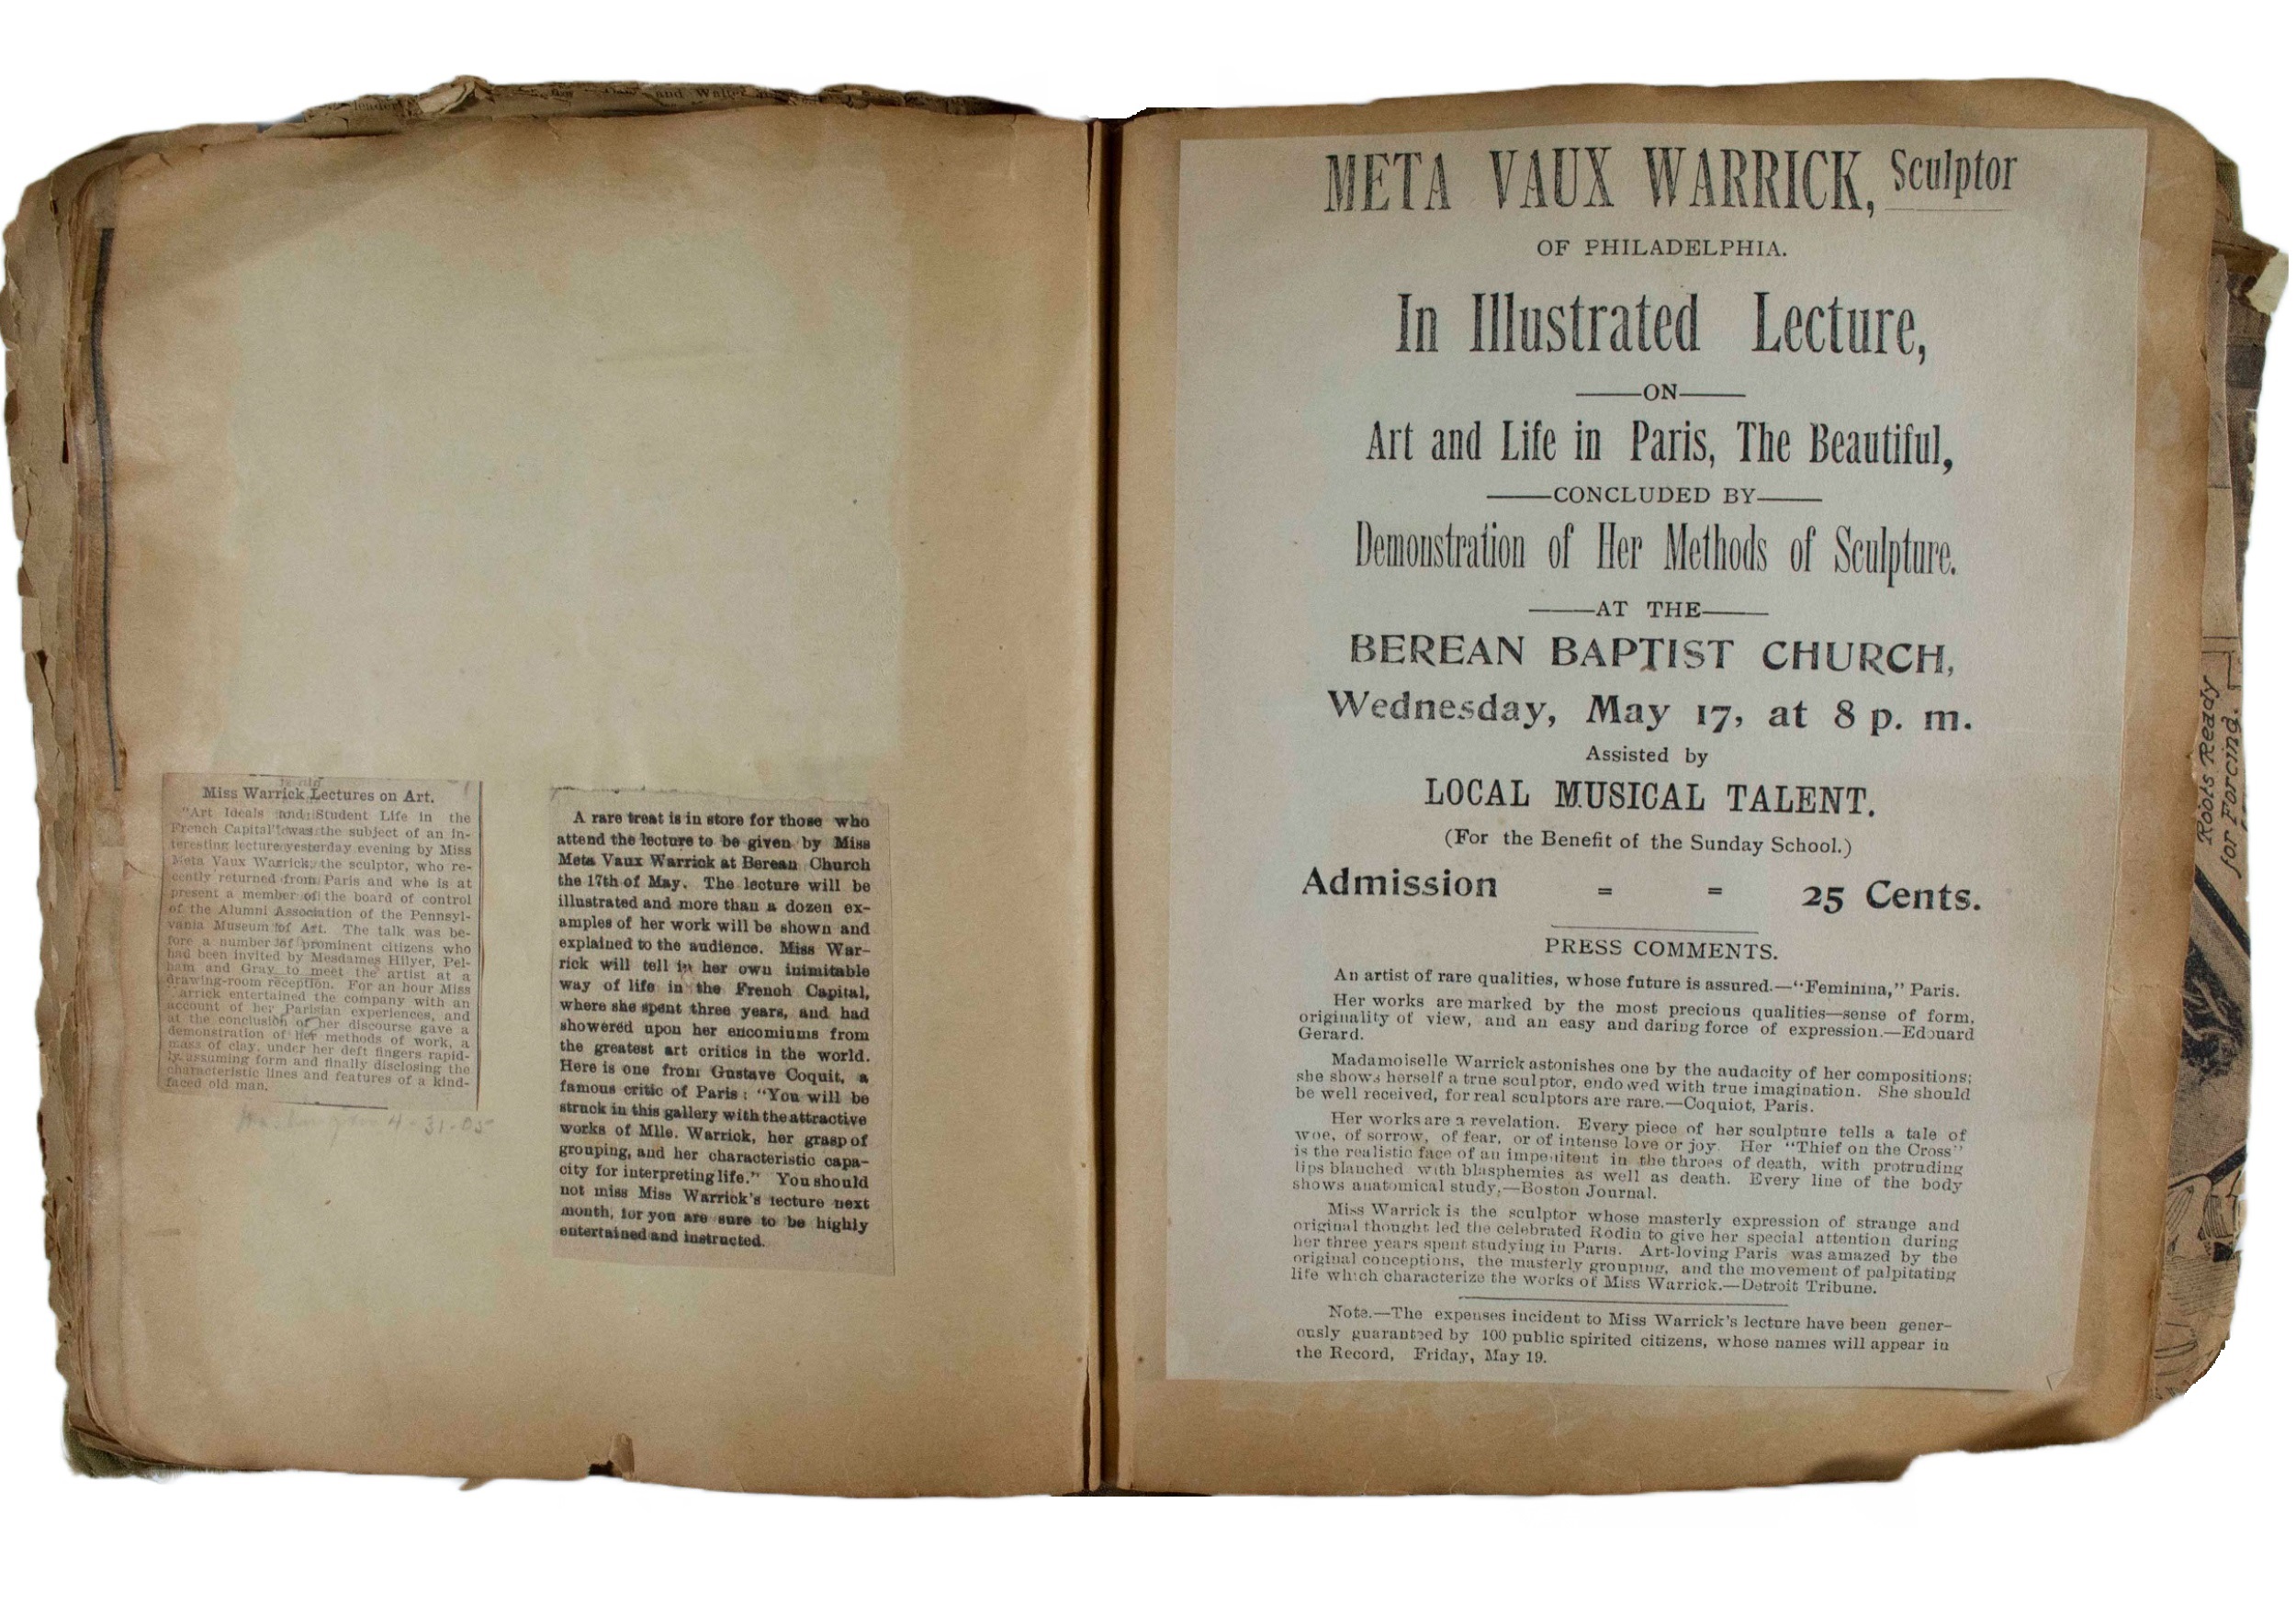 and Walter
Miss Warrick Lectures on Art.
"Art Ideals and Student Life in the
French Capital" was the subject of an in-
teresting lecture yesterday evening by Miss
Meta Vaux Warrick, the sculptor, who re-
cently returned from Paris and who is at
present a member of the board of control
of the Alumni Association of the Pennsyl-
vania Museum of Art. The talk was be-
fore a number of prominent citizens who
had been invited by Mesdames Hilyer, Pel-
ham and Gray to meet the artist at a
drawing-room reception. For an hour Miss
Warrick entertained the company with an
account of her Parisian experiences, and
at the conclusion of her discourse gave a
demonstration of her methods of work, a
mass of clay, under her deft fingers rapid-
ly assuming form and finally disclosing the
characteristic lines and features of a kind-
faced old man.
4-31-05
A rare treat is in store for those who
attend the lecture to be given by Miss
Meta Vaux Warrick at Berean Church
the 17th of May. The lecture will be
illustrated and more than a dozen ex-
amples of her work will be shown and
explained to the audience. Miss War-
rick will tell in her own inimitable
way of life in the French Capital,
where she spent three years, and had
showered upon her encomiums from
the greatest art critics in the world.
Here is one from Gustave Coquit, a
famous critic of Paris: "You will be
struck in this gallery with the attractive
works of Mlle. Warrick, her grasp of
grouping, and her characteristic capa-
city for interpreting life." You should
not miss Miss Warrick's lecture next
month, for you are sure to be highly
entertained and instructed.
META VAUX WARRICK, Sculptor
OF PHILADELPHIA.
In Illustrated Lecture,
ON
Art and Life in Paris, The Beautiful,
CONCLUDED BY
Demonstration of Her Methods of Sculpture.
AT THE
BEREAN BAPTIST CHURCH,
Wednesday, May 17, at 8 p. m.
Assisted by
LOCAL MUSICAL TALENT.
(For the Benefit of the Sunday School.)
Admission = = 25 Cents.
PRESS COMMENTS.
An artist of rare qualities, whose future is assured.—"Feminina," Paris.
Her works are marked by the most precious qualities—sense of form,
originality of view, and an easy and daring force of expression.—Edouard
Gerard.
Madamoiselle Warrick astonishes one by the audacity of her compositions;
she shows herself a true sculptor, endowed with true imagination. She should
be well received, for real sculptors are rare.—Coquiot, Paris.
Her works are a revelation. Every piece of her sculpture tells a tale of
woe, of sorrow, of fear, or of intense love or joy. Her "Thief on the Cross"
is the realistic face of an impenitent in the throes of death, with protruding
lips blanched with blasphemies as well as death. Every line of the body
shows anatomical study,—Boston Journal.
Miss Warrick is the sculptor whose masterly expression of strange and
original thought led the celebrated Rodin to give her special attention during
her three years spent studying in Paris. Art-loving Paris was amazed by the
original conceptions, the masterly grouping, and the movement of palpitating
life which characterize the works of Miss Warrick.—Detroit Tribune.
Note.—The expenses incident to Miss Warrick's lecture have been gener-
ously guaranteed by 100 public spirited citizens, whose names will appear in
the Record, Friday, May 19.
Roots Ready
for Forcing.